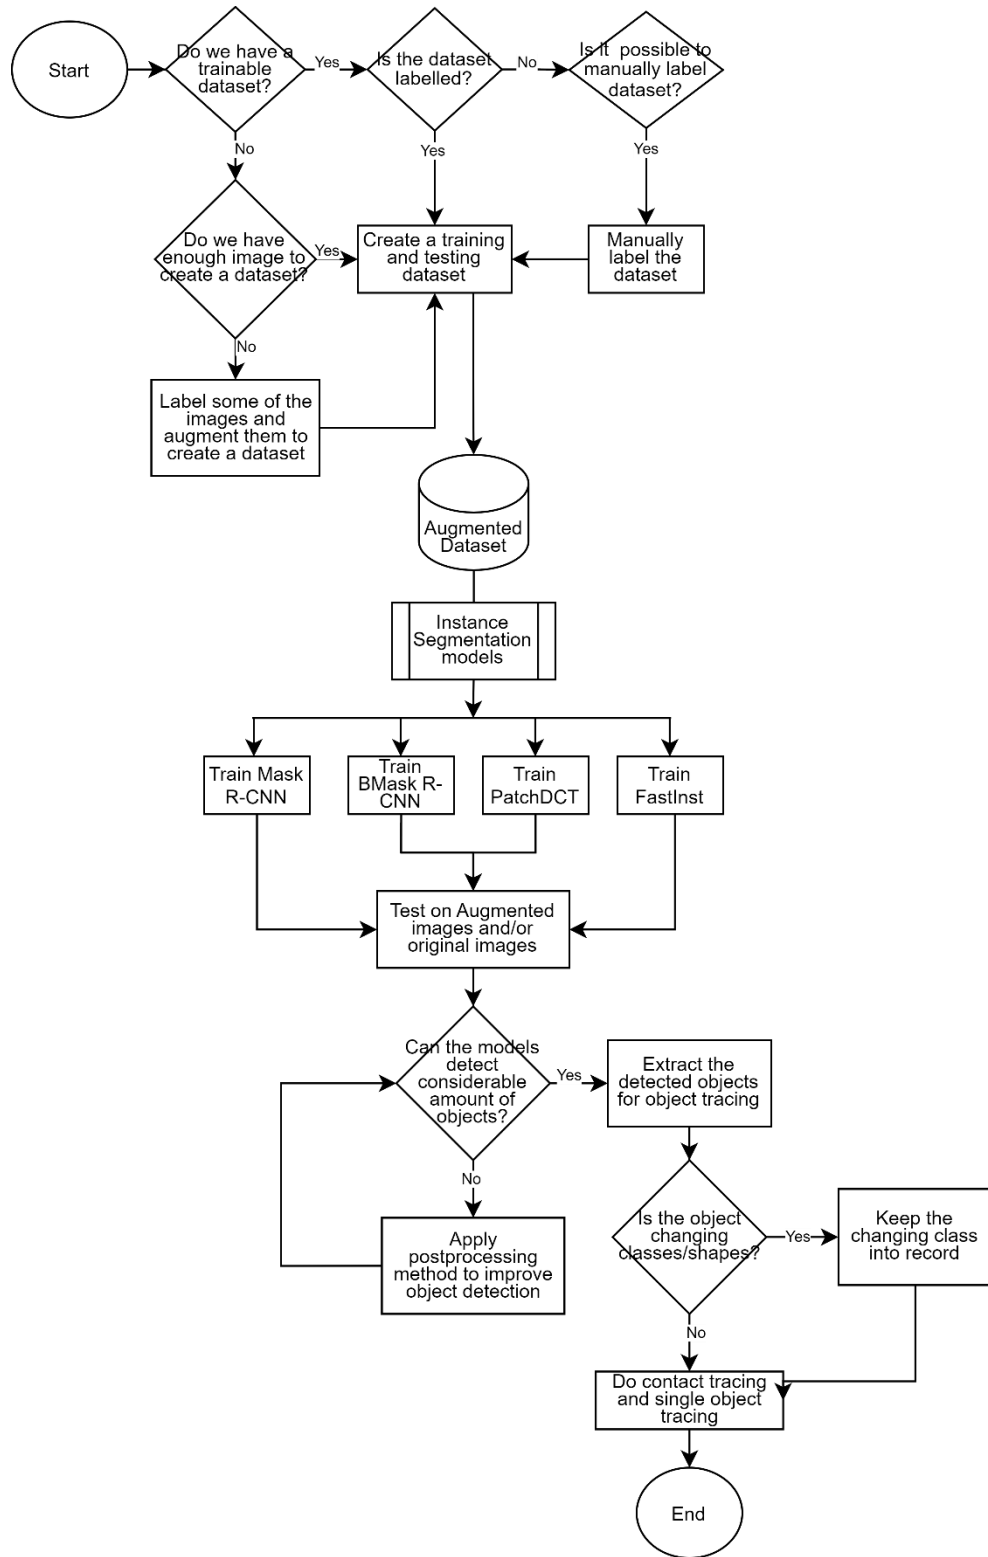 Start
Do we have a
trainable
dataset?
Yes
Is the dataset
labelled?
No
Is it possible to
manually label
dataset?
No
Yes
Yes
Do we have
enough image to
create a dataset?
Yes
Create a training
and testing
dataset
Manually
label the
dataset
No
Label some of the
images and
augment them to
create a dataset
Augmented
Dataset
Instance
Segmentation
models
Train Mask
R-CNN
Train
BMask R-
CNN
Train
PatchDCT
Train
FastInst
Test on Augmented
images and/or
original images
Can the models
detect
considerable
amount of
objects?
Yes
Extract the
detected objects
for object tracing
No
Apply
postprocessing
method to improve
object detection
Is the object
changing
classes/shapes?
Yes
Keep the
changing class
into record
No
Do contact tracing
and single object
tracing
End